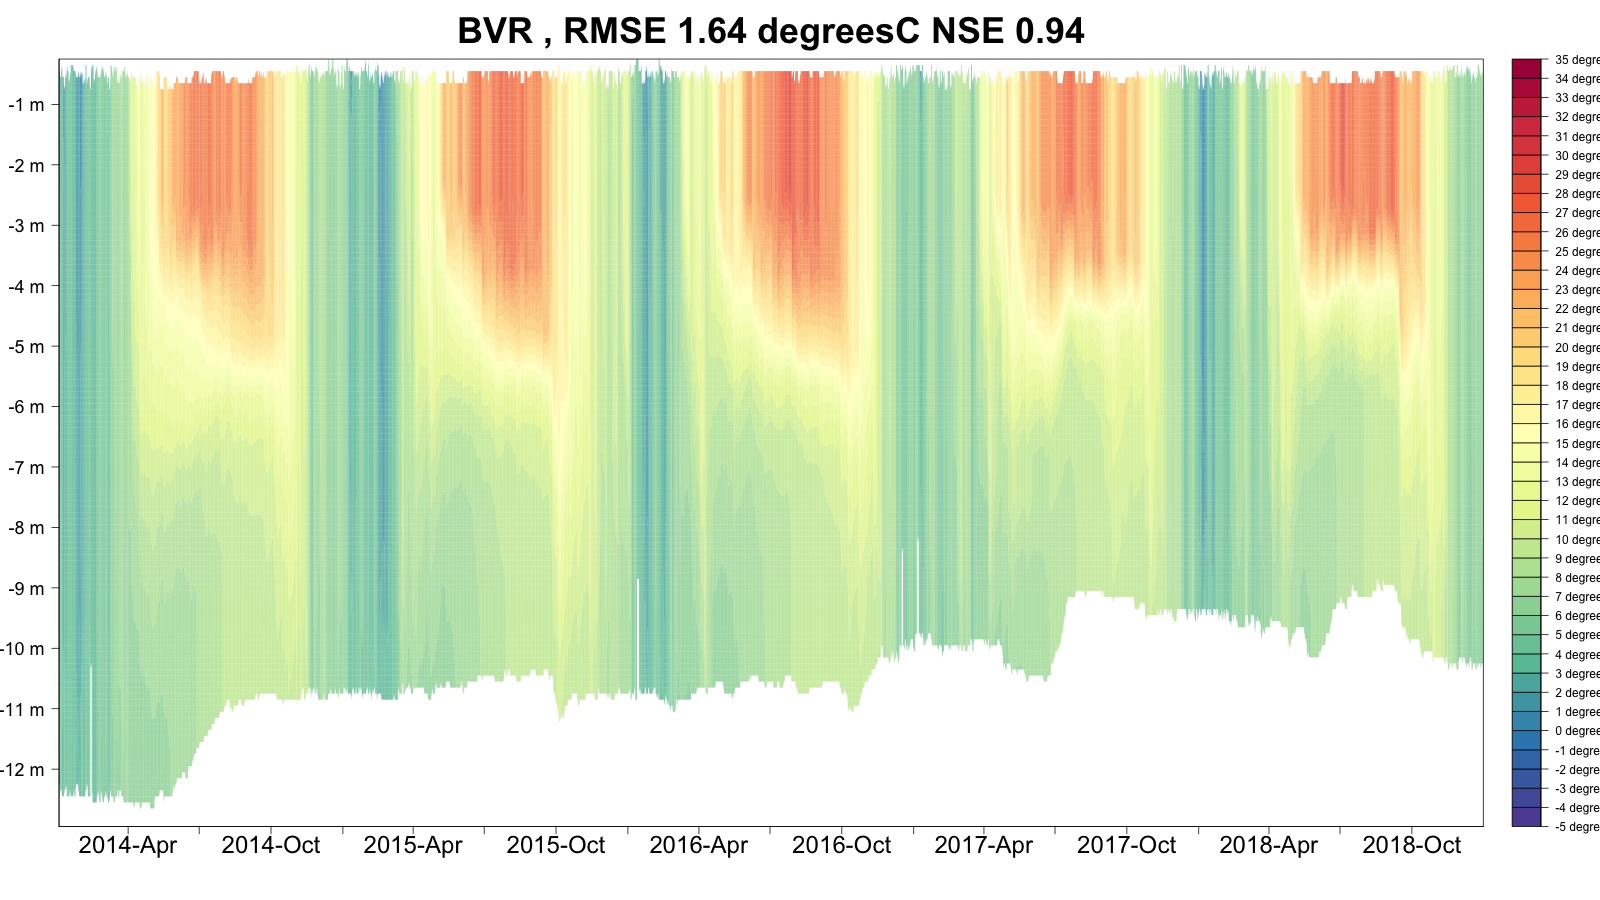 BVR , RMSE 1.64 degreesC NSE 0.94
-1 m
-2 m
-3 m
-4 m
-5 m
-6 m
-7 m
-8 m
-9 m
-10 m
-11 m
-12 m
2014-Apr
2014-Oct
2015-Apr
2015-Oct
2016-Apr
2016-Oct
2017-Apr
2017-Oct
2018-Apr
2018-Oct
35 degre
34 degre
33 degre
32 degre
31 degre
30 degre
29 degre
28 degre
27 degre
26 degre
25 degre
24 degre
23 degre
22 degre
21 degre
20 degre
19 degre
18 degre
17 degre
16 degre
15 degre
14 degre
13 degre
12 degre
11 degre
10 degre
9 degree
8 degree
7 degree
6 degree
5 degree
4 degree
3 degree
2 degree
1 degree
0 degree
-1 degre
-2 degre
-3 degre
-4 degre
-5 degre